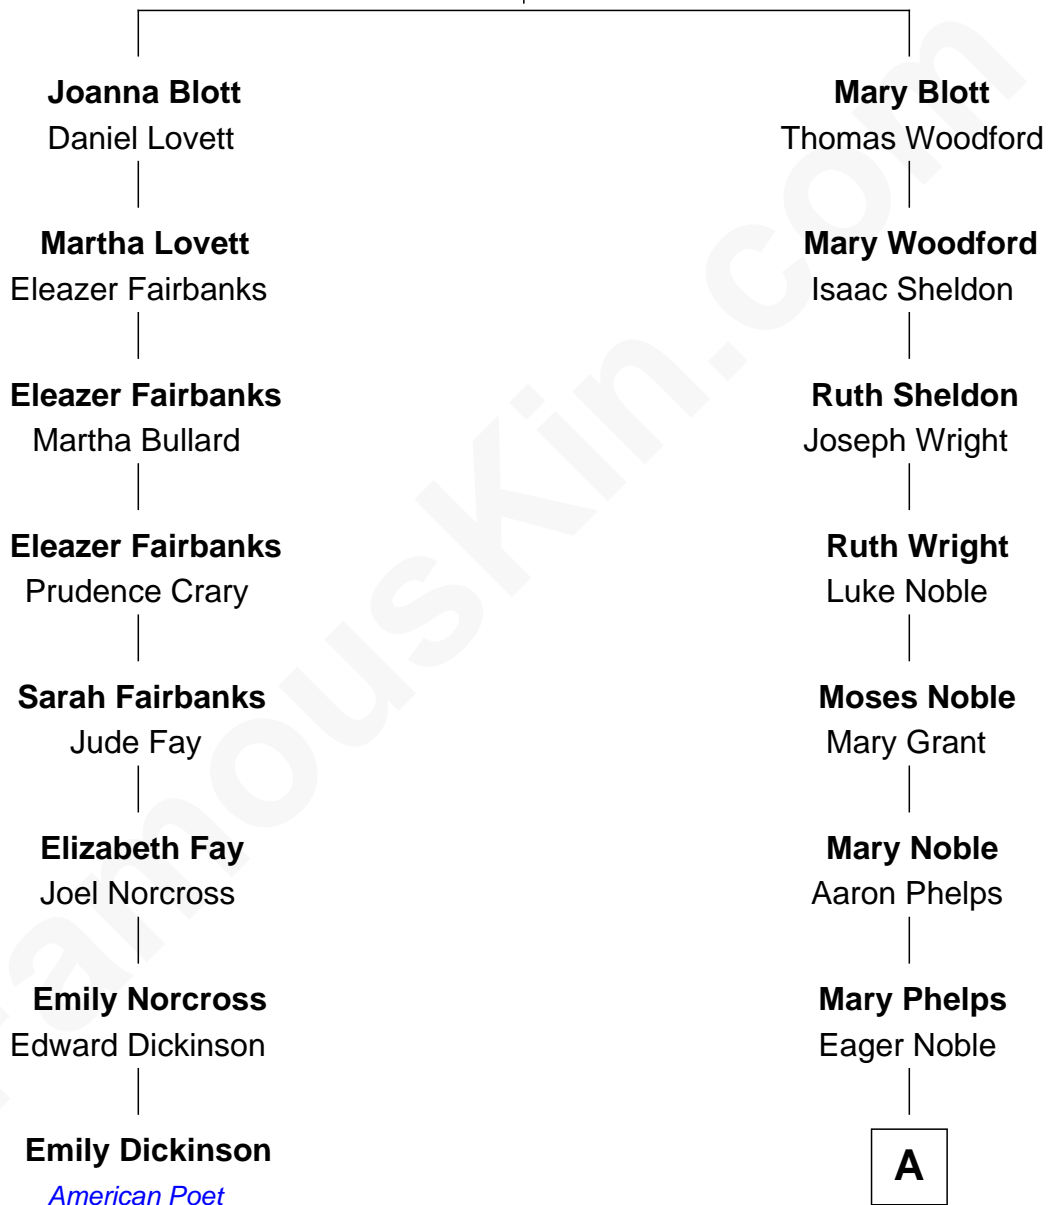 Joanna Blott
Daniel Lovett
Martha Lovett
Eleazer Fairbanks
Eleazer Fairbanks
Martha Bullard
Eleazer Fairbanks
Prudence Crary
Sarah Fairbanks
Jude Fay
Elizabeth Fay
Joel Norcross
Emily Norcross
Edward Dickinson
Emily Dickinson
American Poet
Mary Blott
Thomas Woodford
Mary Woodford
Isaac Sheldon
Ruth Sheldon
Joseph Wright
Ruth Wright
Luke Noble
Moses Noble
Mary Grant
Mary Noble
Aaron Phelps
Mary Phelps
Eager Noble
A
FamousKin.com